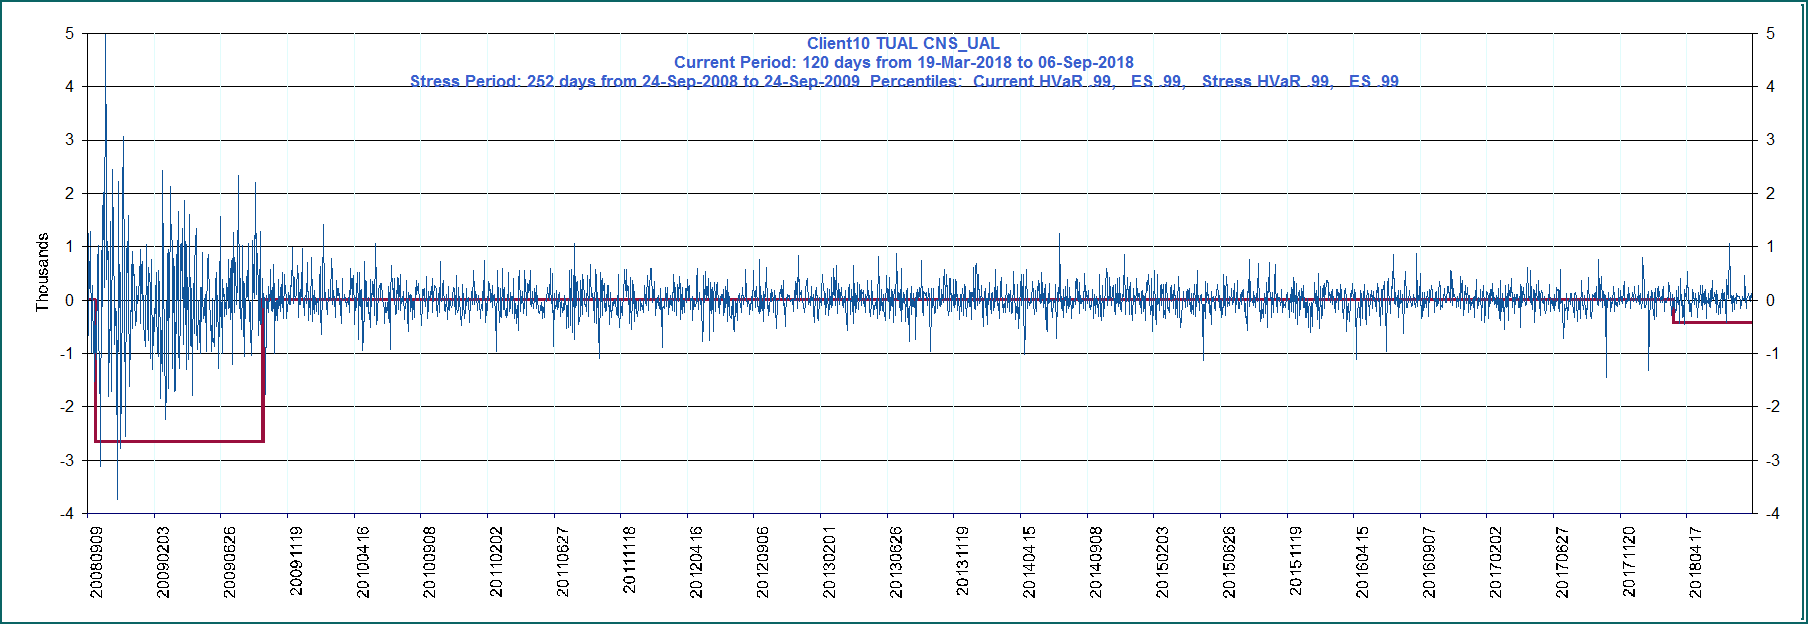 Client10 TUAL CNS_UAL
Current Period: 120 days from 19-Mar-2018 to 06-Sep-2018
Stress Period: 252 days from 24-Sep-2008 to 24-Sep-2009 Percentiles: Current HVaR .99, ES .99, Stress HVaR .99, ES .99
5 5
4 4
3 3
2 2
1 1
0 0
-1 -1
-2 -2
-3 -3
-4 -4
Thousands
20080909 20090203 20090626 20091119 20100416 20100908 20110202 20110627 20111118 20120416 20120906 20130201 20130626 20131119 20140415 20140908 20150203 20150626 20151119 20160415 20160907 20170202 20170627 20171120 20180417